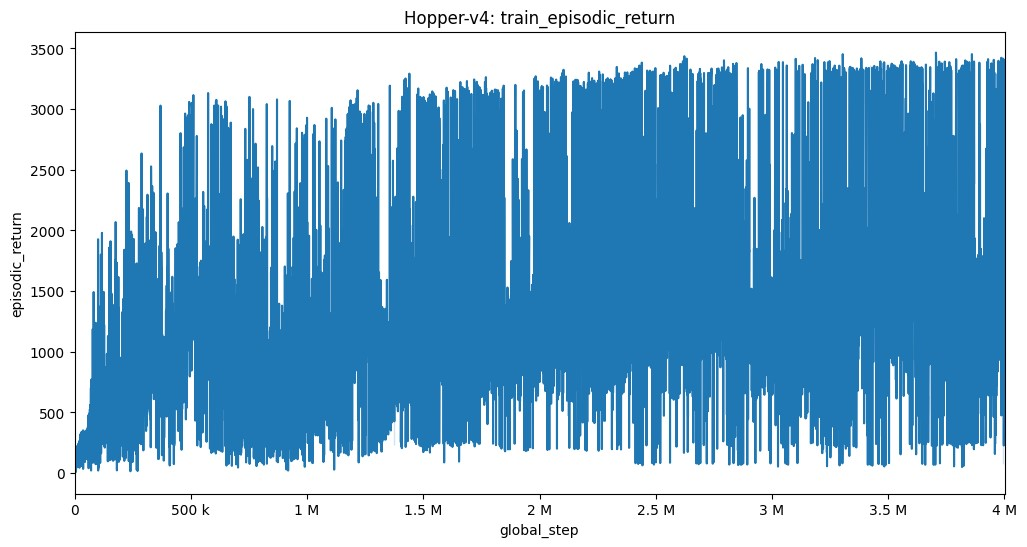 Hopper-v4: train_episodic_return
3500
3000
2500
2000
1500
1000
500
0
episodic_return
0
500 k
1 M
1.5 M
2 M
2.5 M
3 M
3.5 M
4 M
global_step